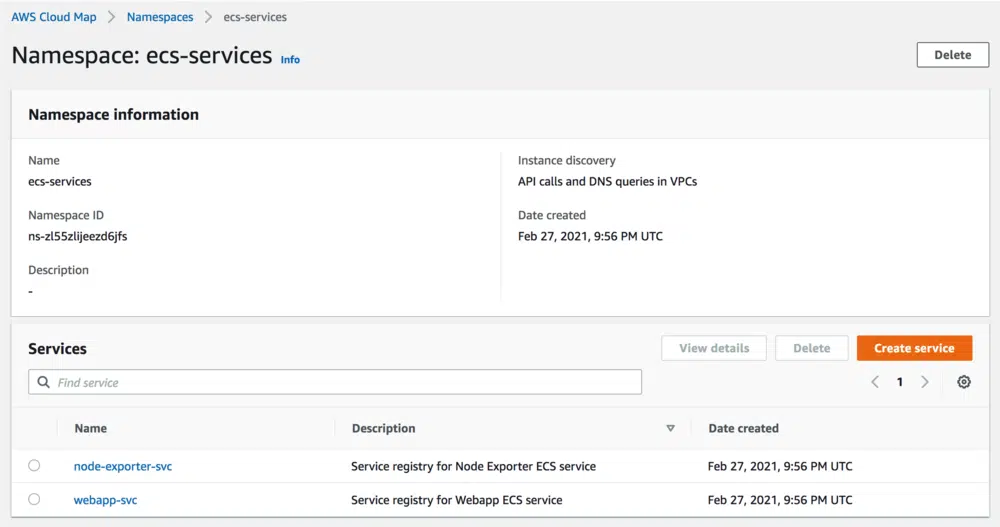 AWS Cloud Map > Namespaces > ecs-services
Namespace: ecs-services Info
Delete
Namespace information
Name
ecs-services
Namespace ID
ns-zl55zlijeezd6jfs
Description
-
Instance discovery
API calls and DNS queries in VPCs
Date created
Feb 27, 2021, 9:56 PM UTC
Services
View details Delete Create service
Find service
< 1 >
Name Description Date created
node-exporter-svc Service registry for Node Exporter ECS service Feb 27, 2021, 9:56 PM UTC
webapp-svc Service registry for Webapp ECS service Feb 27, 2021, 9:56 PM UTC